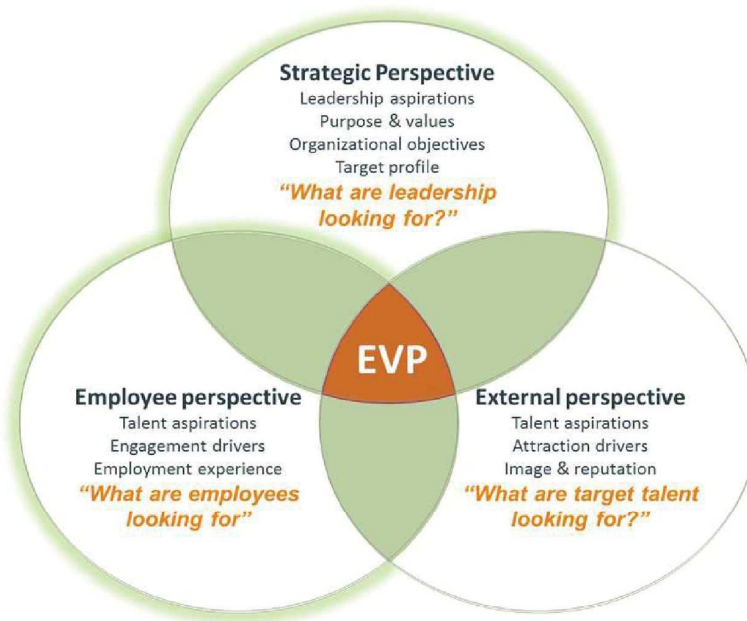 Strategic Perspective
Leadership aspirations
Purpose & values
Organizational objectives
Target profile
“What are leadership
looking for?”
EVP
Employee perspective
Talent aspirations
Engagement drivers
Employment experience
“What are employees
looking for”
External perspective
Talent aspirations
Attraction drivers
Image & reputation
“What are target talent
looking for?”